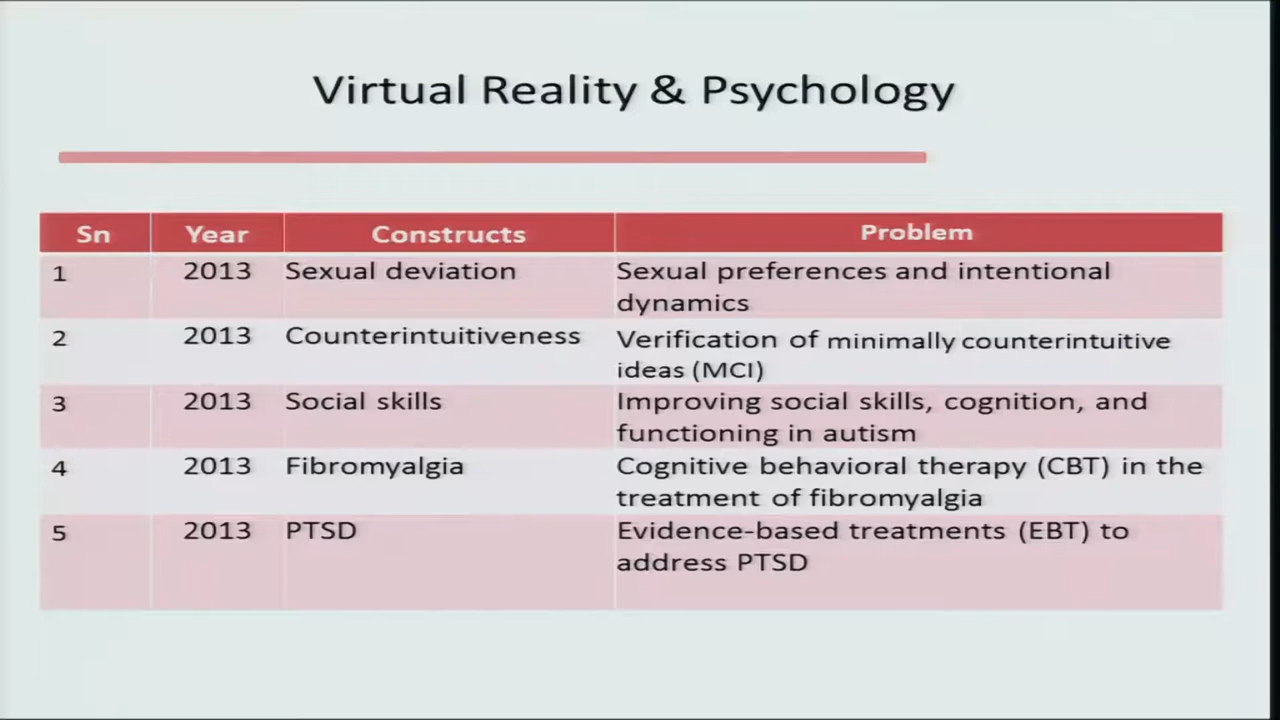 Virtual Reality & Psychology
Sn Year Constructs Problem
1 2013 Sexual deviation Sexual preferences and intentional
dynamics
2 2013 Counterintuitiveness Verification of minimally counterintuitive
ideas (MCI)
3 2013 Social skills Improving social skills, cognition, and
functioning in autism
4 2013 Fibromyalgia Cognitive behavioral therapy (CBT) in the
treatment of fibromyalgia
5 2013 PTSD Evidence-based treatments (EBT) to
address PTSD